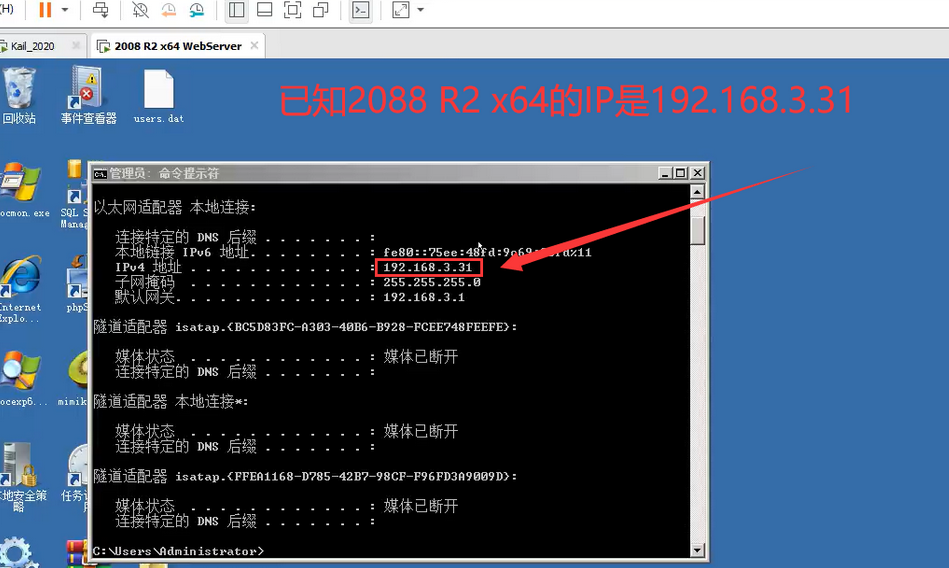 (H)
Kail_2020
2008 R2 x64 WebServer
已知2088 R2 x64的IP是192.168.3.31
回收站
事件查看器
users.dat
ocmon.exe
SQL S
Manag
Internet
Explo...
phpS
ocexp6...
mimik
地安全策
略
任务
管理员: 命令提示符
以太网适配器 本地连接:
连接特定的 DNS 后缀 . . . . . . . :
本地链接 IPv6 地址. . . . . . . . : fe80::75ee:48fd:
IPv4 地址 . . . . . . . . . . . . : 192.168.3.31
子网掩码 . . . . . . . . . . . . : 255.255.255.0
默认网关. . . . . . . . . . . . . : 192.168.3.1
隧道适配器 isatap.{BC5D83FC-A303-40B6-B928-FCEE748FEEFE}:
媒体状态 . . . . . . . . . . . . : 媒体已断开
连接特定的 DNS 后缀 . . . . . . . :
隧道适配器 本地连接*:
媒体状态 . . . . . . . . . . . . : 媒体已断开
连接特定的 DNS 后缀 . . . . . . . :
隧道适配器 isatap.{FFEA1168-D785-42B7-98CF-F96FD3A9009D}:
媒体状态 . . . . . . . . . . . . : 媒体已断开
连接特定的 DNS 后缀 . . . . . . . :
C:\Users\Administrator>